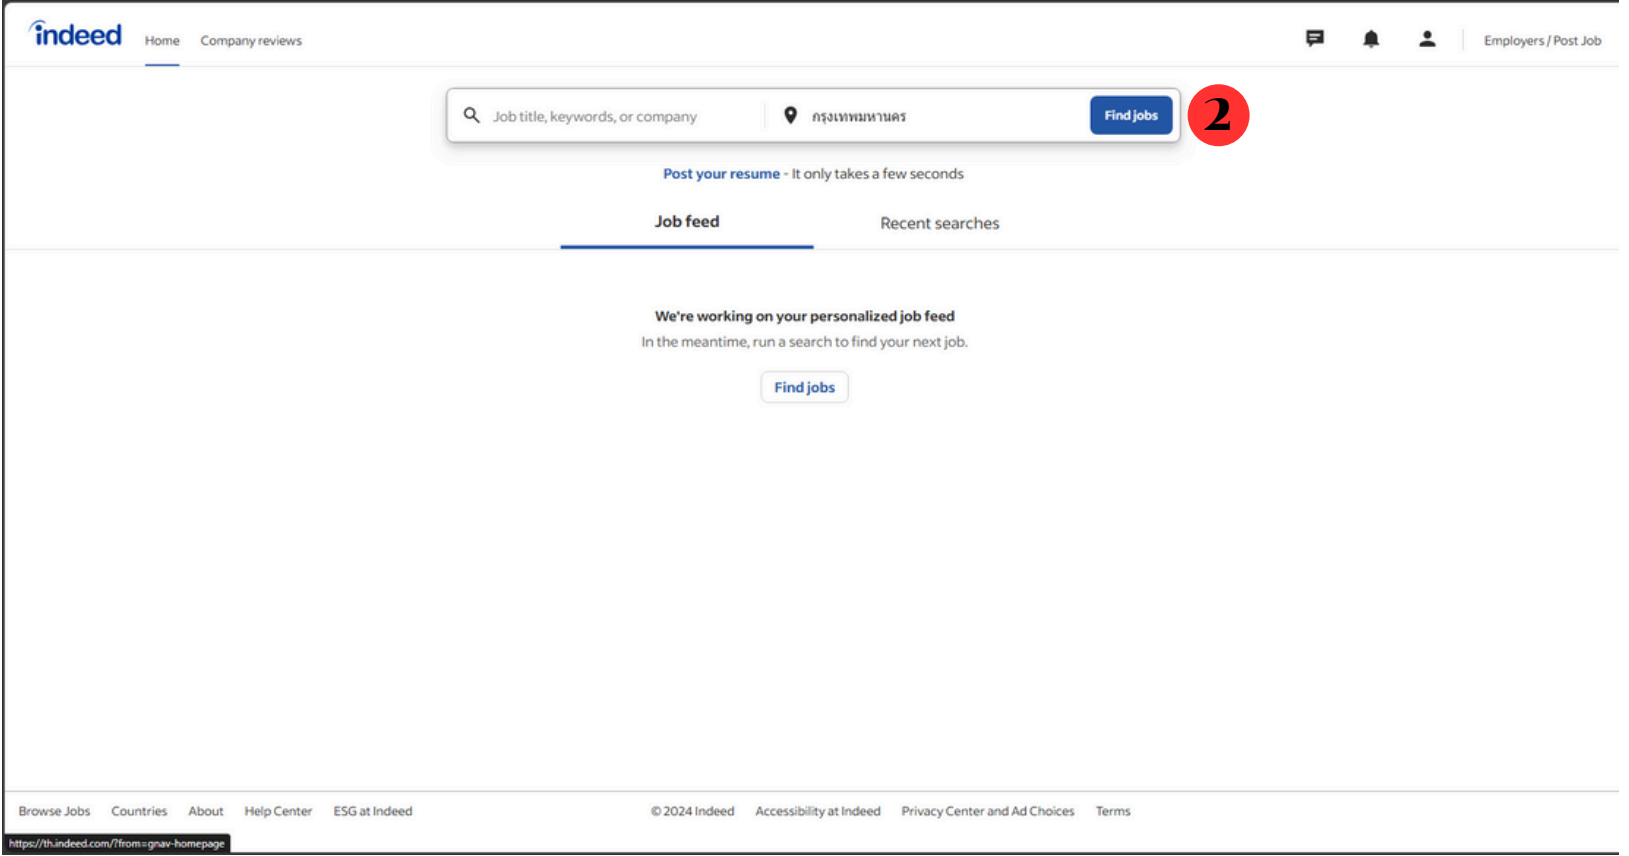 indeed Home Company reviews Employers / Post Job
Job title, keywords, or company กรุงเทพมหานคร Find jobs 2
Post your resume - It only takes a few seconds
Job feed Recent searches
We're working on your personalized job feed
In the meantime, run a search to find your next job.
Find jobs
Browse Jobs Countries About Help Center ESG at Indeed © 2024 Indeed Accessibility at Indeed Privacy Center and Ad Choices Terms
https://th.indeed.com/?from=gnav-homepage